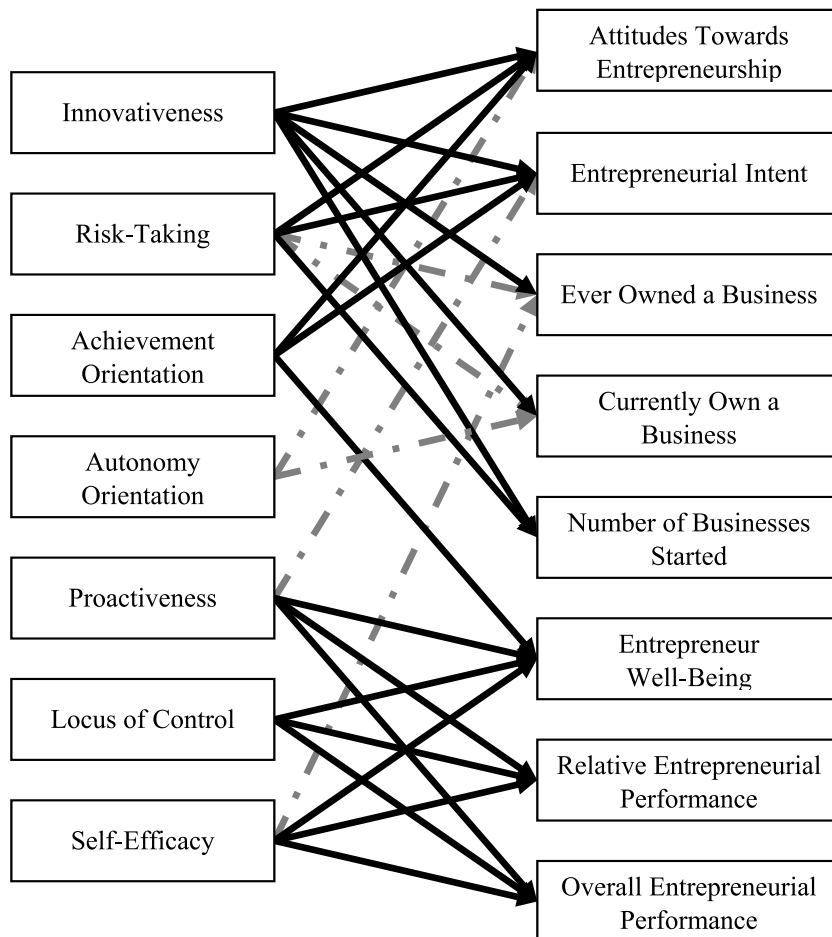 Innovativeness
Risk-Taking
Achievement
Orientation
Autonomy
Orientation
Proactiveness
Locus of Control
Self-Efficacy
Attitudes Towards
Entrepreneurship
Entrepreneurial Intent
Ever Owned a Business
Currently Own a
Business
Number of Businesses
Started
Entrepreneur
Well-Being
Relative Entrepreneurial
Performance
Overall Entrepreneurial
Performance